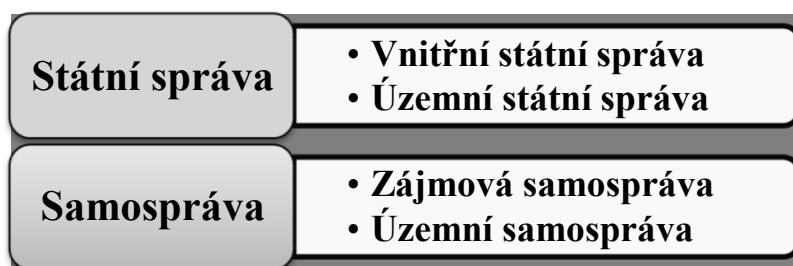 Státní správa
• Vnitřní státní správa
• Územní státní správa
Samospráva
• Zájmová samospráva
• Územní samospráva